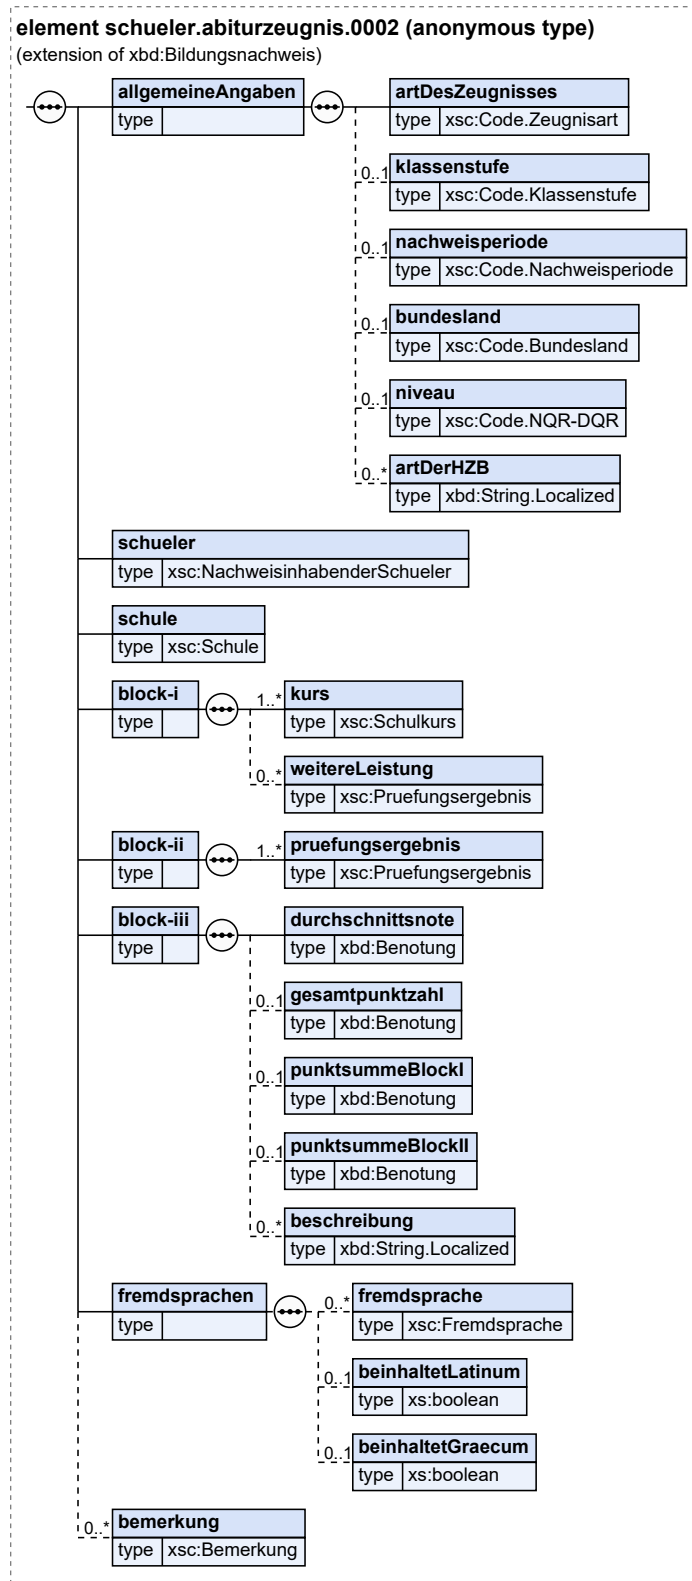 element schueler.abiturzeugnis.0002 (anonymous type)
(extension of xbd:Bildungsnachweis)
allgemeineAngaben
type
artDesZeugnisses
type xsc:Code.Zeugnisart
0..1 klassenstufe
type xsc:Code.Klassenstufe
0..1 nachweisperiode
type xsc:Code.Nachweisperiode
0..1 bundesland
type xsc:Code.Bundesland
0..1 niveau
type xsc:Code.NQR-DQR
0..* artDerHZB
type xbd:String.Localized
schueler
type xsc:NachweisinhabenderSchueler
schule
type xsc:Schule
block-i
type
1..* kurs
type xsc:Schulkurs
0..* weitereLeistung
type xsc:Pruefungsergebnis
block-ii
type
1..* pruefungsergebnis
type xsc:Pruefungsergebnis
block-iii
type
durchschnittsnote
type xbd:Benotung
0..1 gesamtpunktzahl
type xbd:Benotung
0..1 punktsummeBlockI
type xbd:Benotung
0..1 punktsummeBlockII
type xbd:Benotung
0..* beschreibung
type xbd:String.Localized
fremdsprachen
type
0..* fremdsprache
type xsc:Fremdsprache
0..1 beinhaltetLatinum
type xs:boolean
0..1 beinhaltetGraecum
type xs:boolean
0..* bemerkung
type xsc:Bemerkung